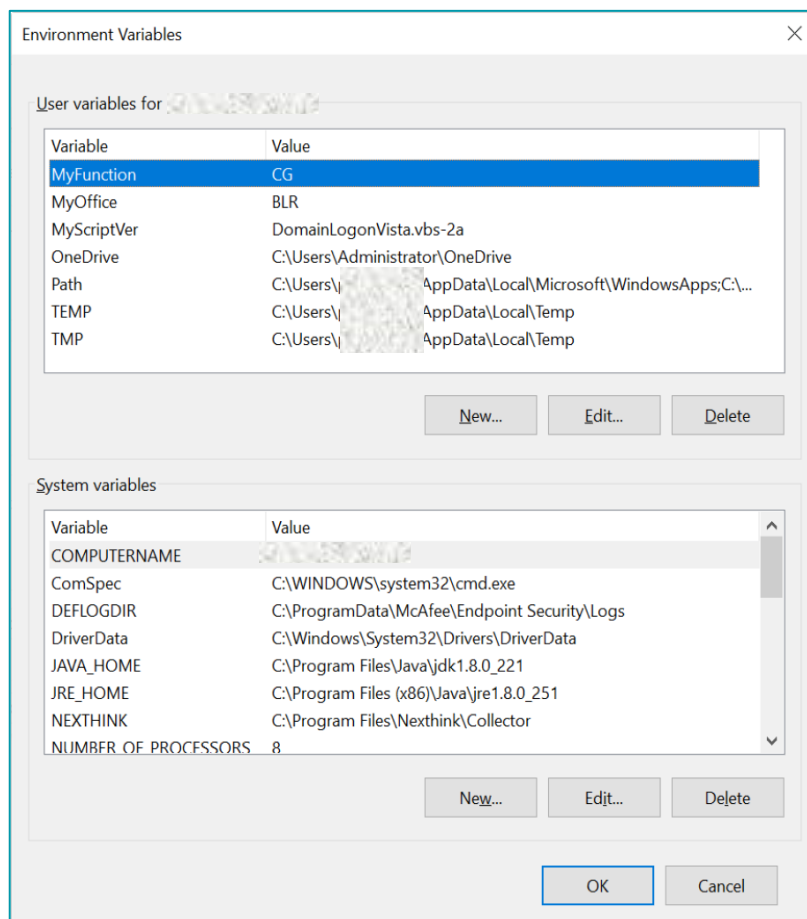 Environment Variables
User variables for
Variable Value
MyFunction CG
MyOffice BLR
MyScriptVer DomainLogonVista.vbs-2a
OneDrive C:\Users\Administrator\OneDrive
Path C:\Users\ AppData\Local\Microsoft\WindowsApps;C:\...
TEMP C:\Users\ AppData\Local\Temp
TMP C:\Users\ AppData\Local\Temp
New... Edit... Delete
System variables
Variable Value
COMPUTERNAME
ComSpec C:\WINDOWS\system32\cmd.exe
DEFLOGDIR C:\ProgramData\McAfee\Endpoint Security\Logs
DriverData C:\Windows\System32\Drivers\DriverData
JAVA_HOME C:\Program Files\Java\jdk1.8.0_221
JRE_HOME C:\Program Files (x86)\Java\jre1.8.0_251
NEXTHINK C:\Program Files\Nexthink\Collector
NUMBER_OF_PROCESSORS 8
New... Edit... Delete
OK Cancel